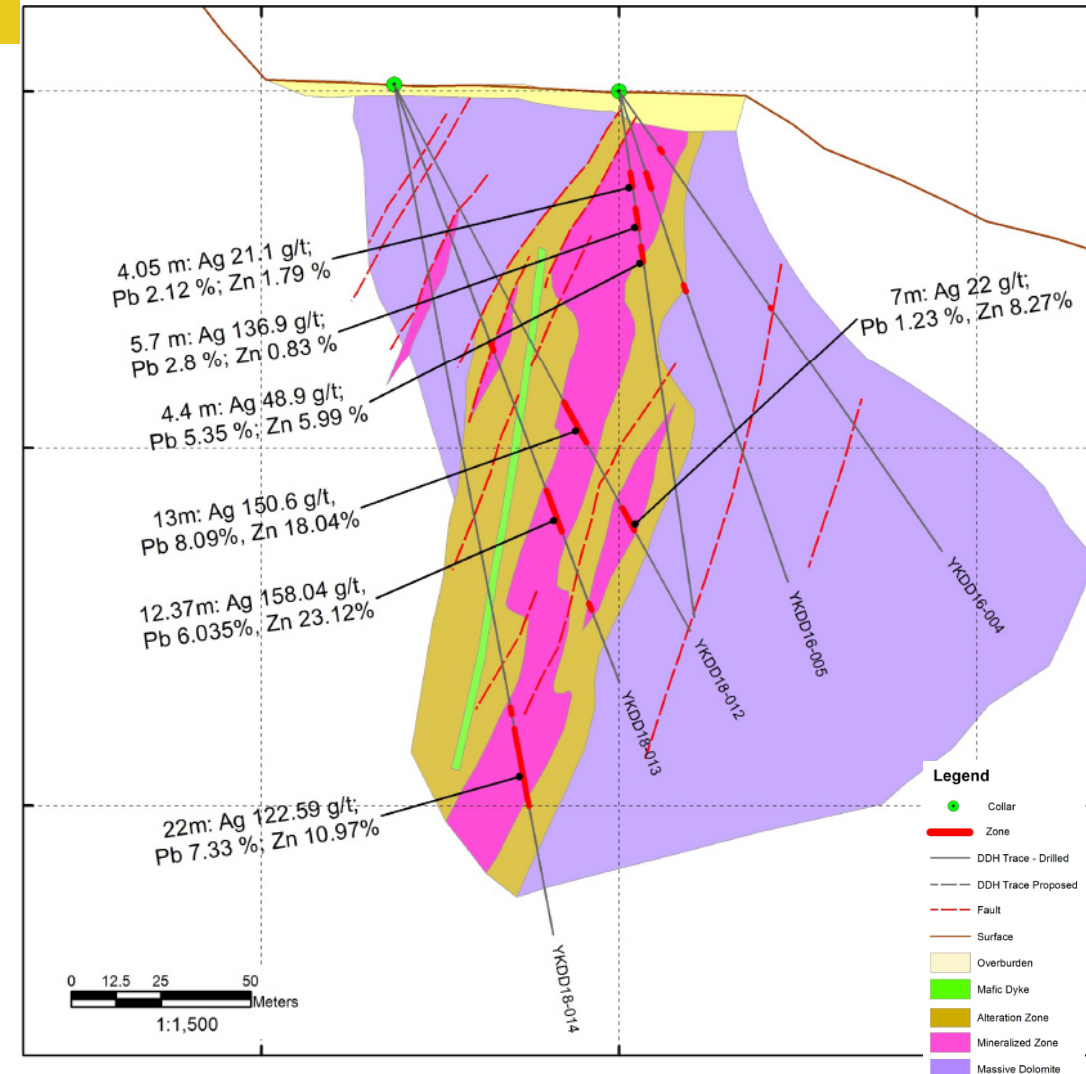 4.05 m: Ag 21.1 g/t;
Pb 2.12 %; Zn 1.79 %
5.7 m: Ag 136.9 g/t;
Pb 2.8 %; Zn 0.83 %
4.4 m: Ag 48.9 g/t;
Pb 5.35 %; Zn 5.99 %
7m: Ag 22 g/t;
Pb 1.23 %, Zn 8.27%
13m: Ag 150.6 g/t,
Pb 8.09%, Zn 18.04%
12.37m: Ag 158.04 g/t;
Pb 6.035%, Zn 23.12%
22m: Ag 122.59 g/t;
Pb 7.33 %; Zn 10.97%
YKDD16-004
YKDD16-005
YKDD18-012
YKDD18-013
YKDD18-014
0 12.5 25 50
Meters
1:1,500
Legend
Collar
Zone
DDH Trace - Drilled
DDH Trace Proposed
Fault
Surface
Overburden
Mafic Dyke
Alteration Zone
Mineralized Zone
Massive Dolomite